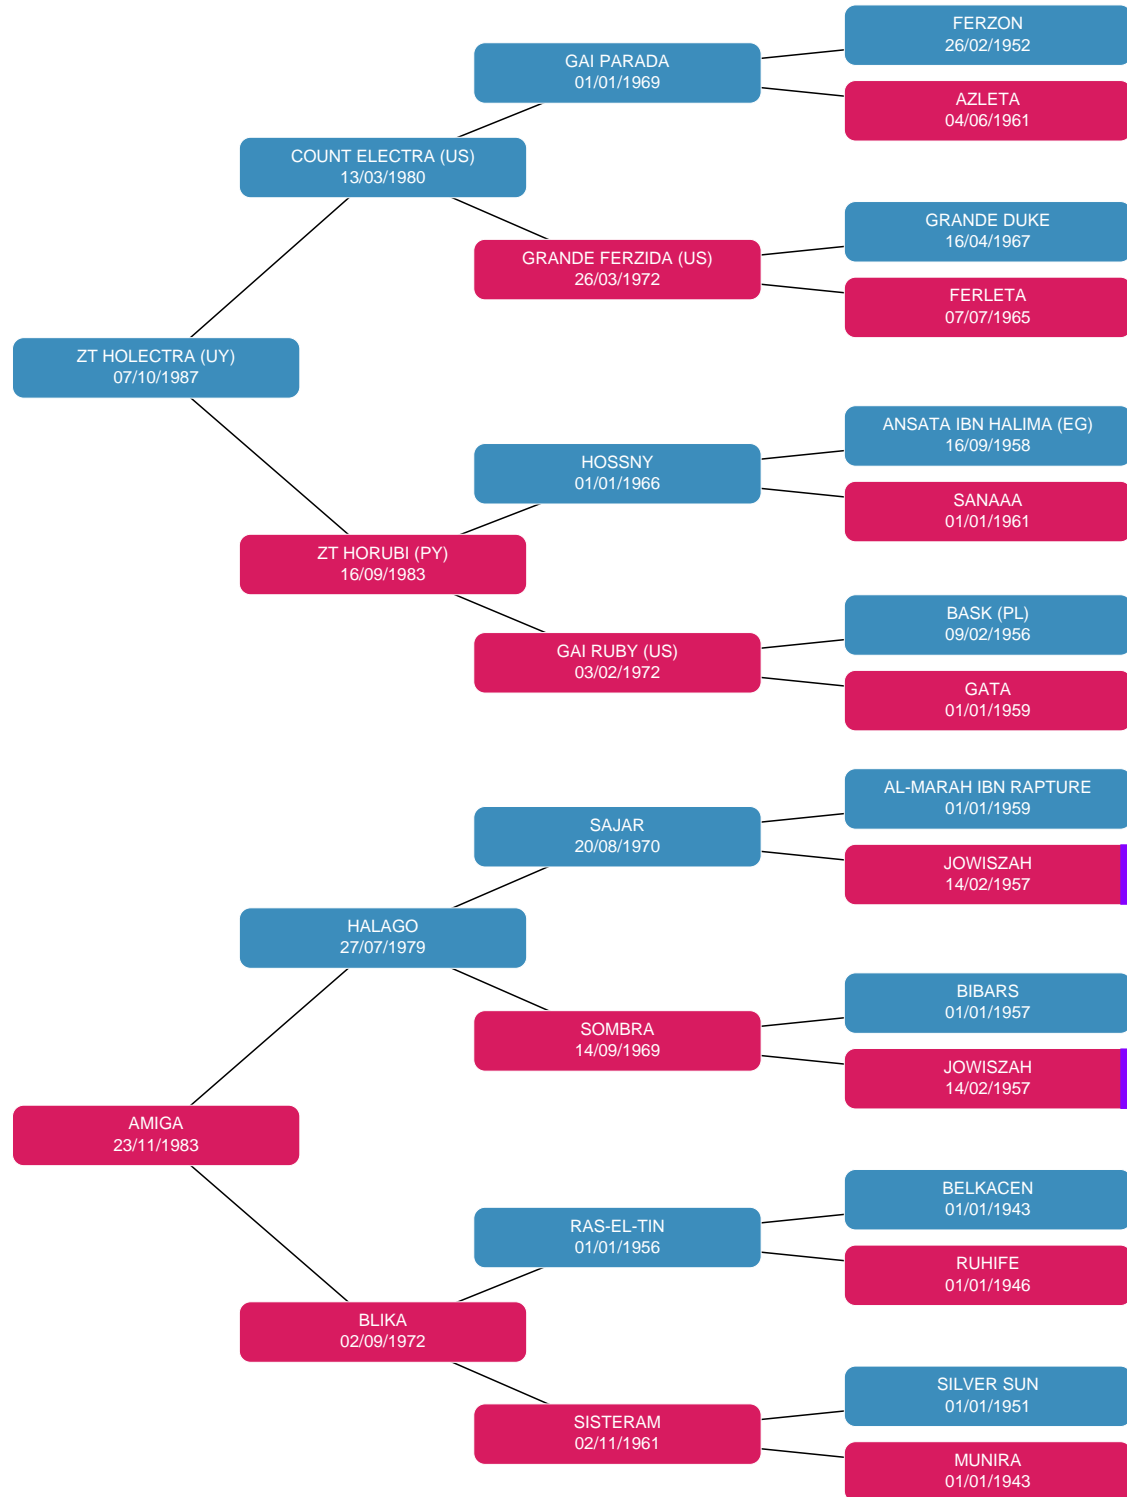 FERZON
26/02/1952
GAI PARADA
01/01/1969
AZLETA
04/06/1961
COUNT ELECTRA (US)
13/03/1980
GRANDE DUKE
16/04/1967
GRANDE FERZIDA (US)
26/03/1972
FERLETA
07/07/1965
ZT HOLECTRA (UY)
07/10/1987
ANSATA IBN HALIMA (EG)
16/09/1958
HOSSNY
01/01/1966
SANAAA
01/01/1961
ZT HORUBI (PY)
16/09/1983
BASK (PL)
09/02/1956
GAI RUBY (US)
03/02/1972
GATA
01/01/1959
AL-MARAH IBN RAPTURE
01/01/1959
SAJAR
20/08/1970
JOWISZAH
14/02/1957
HALAGO
27/07/1979
BIBARS
01/01/1957
SOMBRA
14/09/1969
JOWISZAH
14/02/1957
AMIGA
23/11/1983
BELKACEN
01/01/1943
RAS-EL-TIN
01/01/1956
RUHIFE
01/01/1946
BLIKA
02/09/1972
SILVER SUN
01/01/1951
SISTERAM
02/11/1961
MUNIRA
01/01/1943